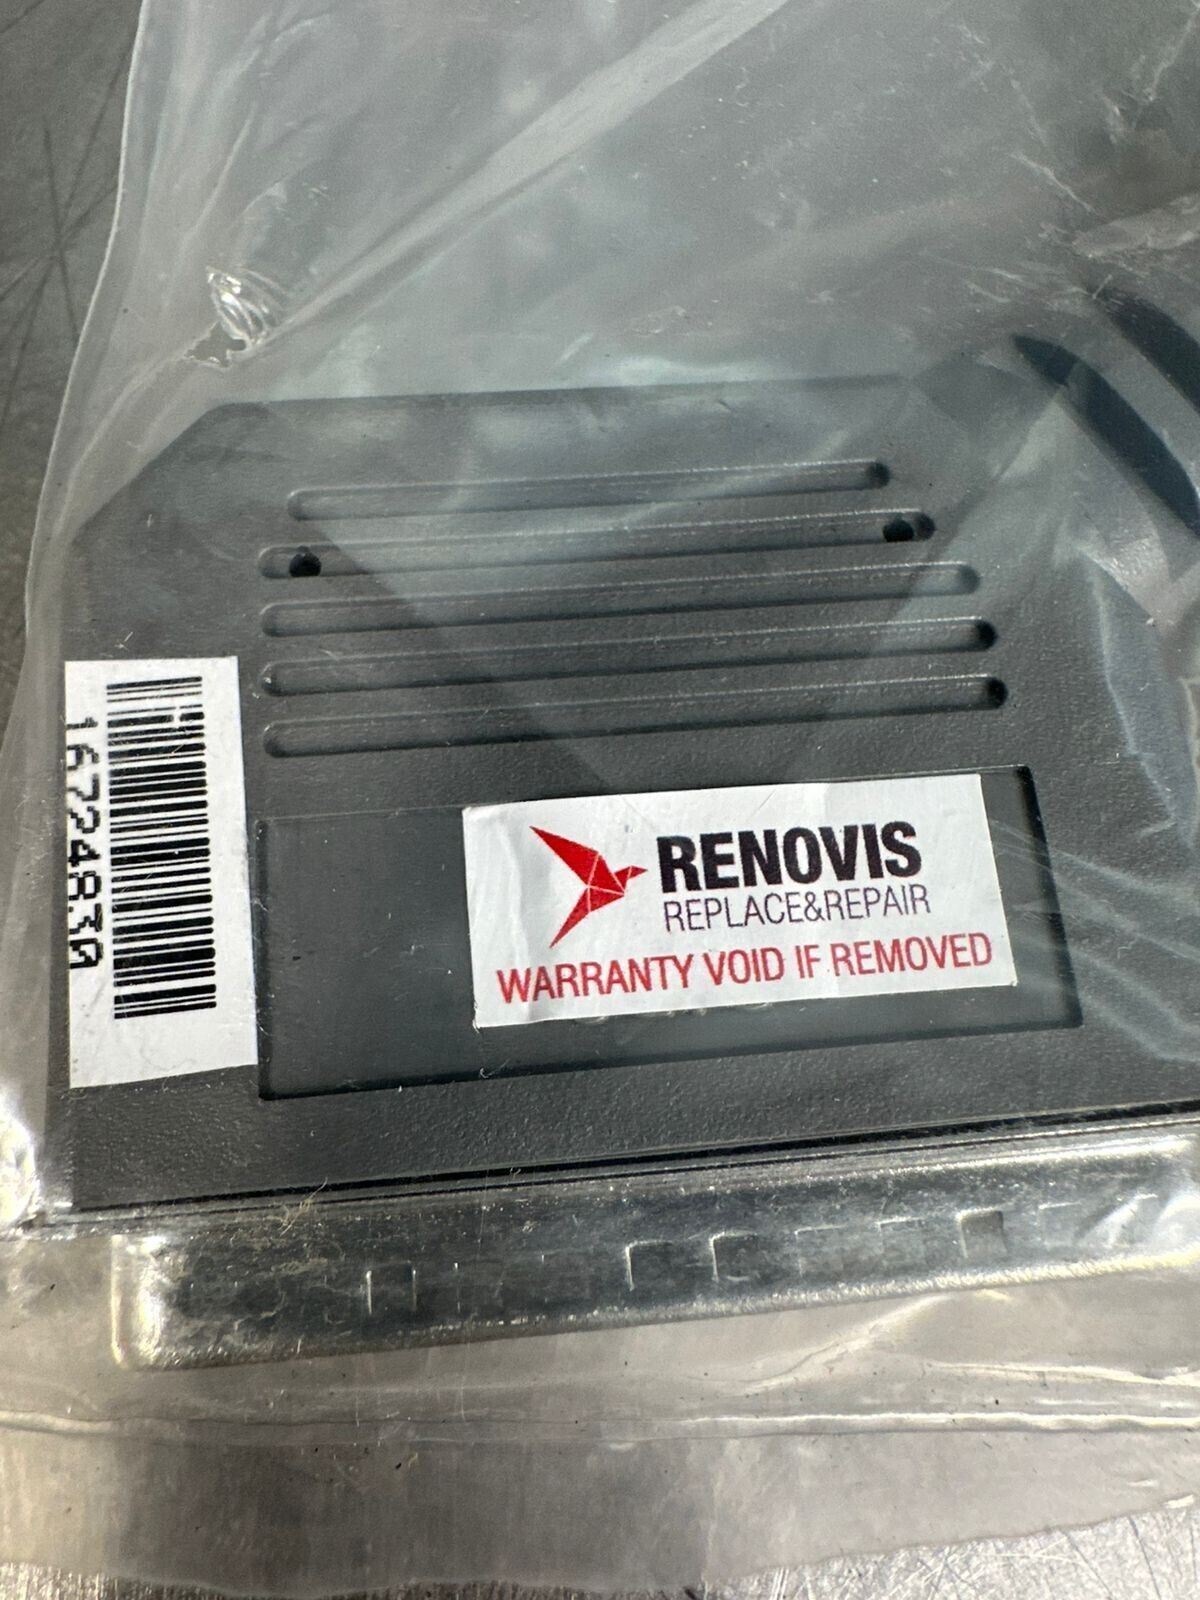 16724830
RENOVIS
REPLACE&REPAIR
WARRANTY VOID IF REMOVED